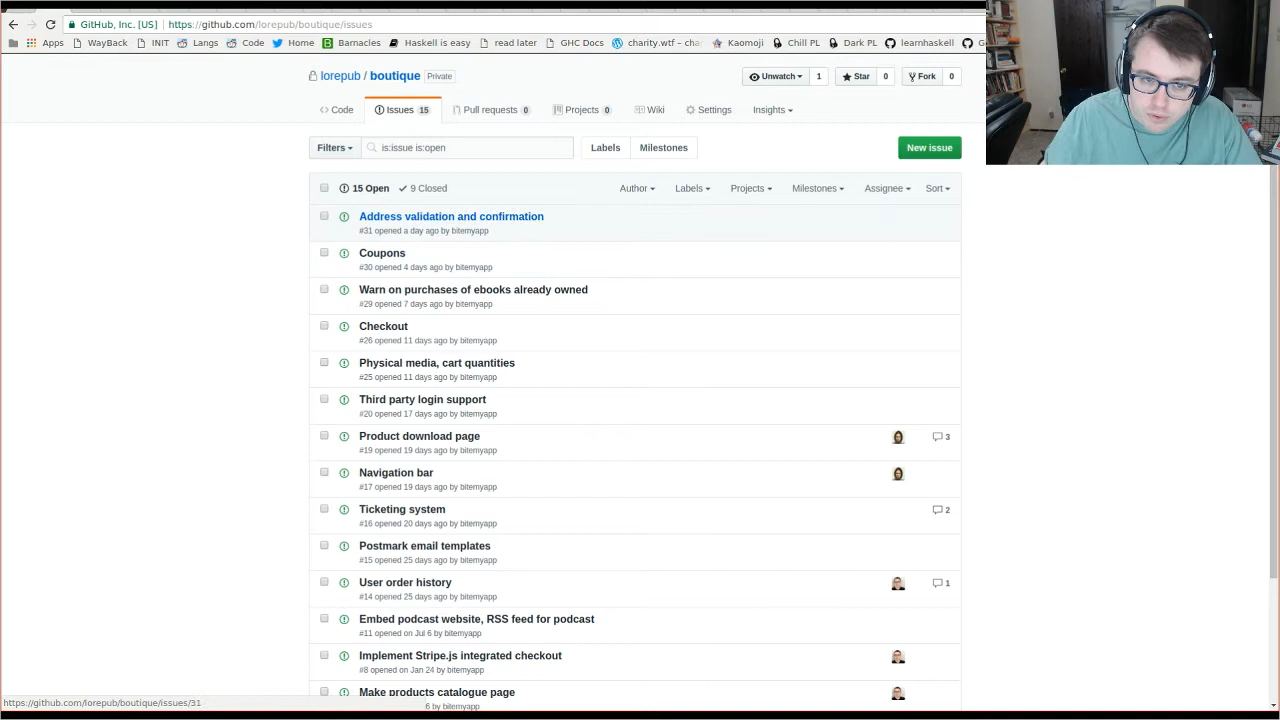 GitHub, Inc. [US] https://github.com/lorepub/boutique/issues
Apps WayBack INIT Langs Code Home Barnacles Haskell is easy read later GHC Docs charity.wtf – cha Kaomoji Chill PL Dark PL learnhaskell G
lorepub / boutique Private Unwatch 1 Star 0 Fork 0
Code Issues 15 Pull requests 0 Projects 0 Wiki Settings Insights
Filters is:issue is:open Labels Milestones New issue
15 Open 9 Closed Author Labels Projects Milestones Assignee Sort
Address validation and confirmation
#31 opened a day ago by bitemyapp
Coupons
#30 opened 4 days ago by bitemyapp
Warn on purchases of ebooks already owned
#29 opened 7 days ago by bitemyapp
Checkout
#26 opened 11 days ago by bitemyapp
Physical media, cart quantities
#25 opened 11 days ago by bitemyapp
Third party login support
#20 opened 17 days ago by bitemyapp
Product download page 3
#19 opened 19 days ago by bitemyapp
Navigation bar
#17 opened 19 days ago by bitemyapp
Ticketing system 2
#16 opened 20 days ago by bitemyapp
Postmark email templates
#15 opened 25 days ago by bitemyapp
User order history 1
#14 opened 25 days ago by bitemyapp
Embed podcast website, RSS feed for podcast
#11 opened on Jul 6 by bitemyapp
Implement Stripe.js integrated checkout
#8 opened on Jan 24 by bitemyapp
Make products catalogue page
6 by bitemyapp
https://github.com/lorepub/boutique/issues/31